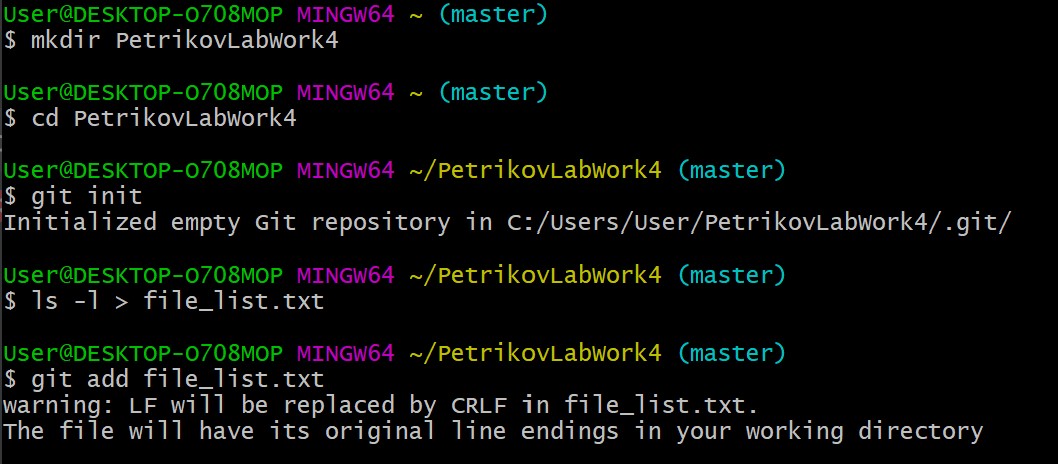 User@DESKTOP-O708MOP MINGW64 ~ (master)
$ mkdir PetrikovLabWork4
User@DESKTOP-O708MOP MINGW64 ~ (master)
$ cd PetrikovLabWork4
User@DESKTOP-O708MOP MINGW64 ~/PetrikovLabWork4 (master)
$ git init
Initialized empty Git repository in C:/Users/User/PetrikovLabWork4/.git/
User@DESKTOP-O708MOP MINGW64 ~/PetrikovLabWork4 (master)
$ ls -l > file_list.txt
User@DESKTOP-O708MOP MINGW64 ~/PetrikovLabWork4 (master)
$ git add file_list.txt
warning: LF will be replaced by CRLF in file_list.txt.
The file will have its original line endings in your working directory